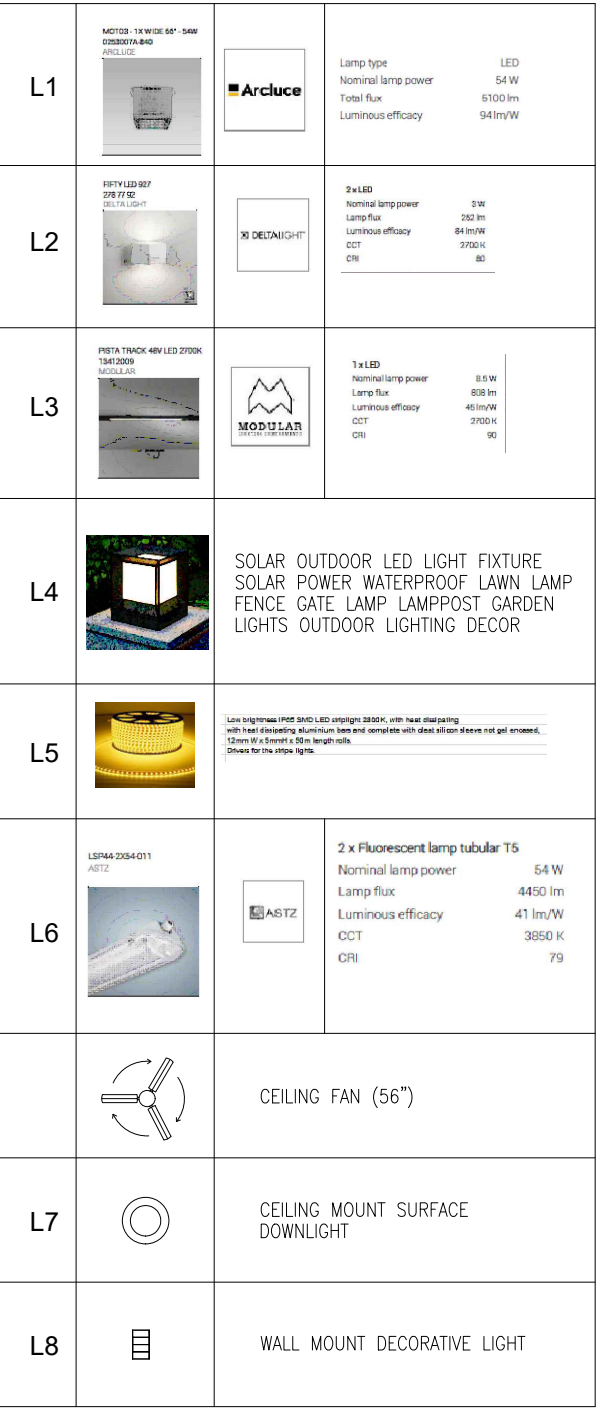 L1
MOT03 - 1X WIDE 66° - 54W
0253007A-840
ARCLUCE
Arcluce
Lamp type LED
Nominal lamp power 54 W
Total flux 5100 lm
Luminous efficacy 94 lm/W
L2
FIFTY LED 927
278 77 92
DELTA LIGHT
DELTALIGHT
2 x LED
Nominal lamp power 3 W
Lamp flux 252 lm
Luminous efficacy 84 lm/W
CCT 2700 K
CRI 80
L3
PISTA TRACK 48V LED 2700K
13412009
MODULAR
MODULAR
1 x LED
Nominal lamp power 8.5 W
Lamp flux 808 lm
Luminous efficacy 45 lm/W
CCT 2700 K
CRI 90
L4
SOLAR OUTDOOR LED LIGHT FIXTURE
SOLAR POWER WATERPROOF LAWN LAMP
FENCE GATE LAMP LAMPPOST GARDEN
LIGHTS OUTDOOR LIGHTING DECOR
L5
Low brightness IP65 SMD LED striplight 2800K, with heat dissipating
with heat dissipating aluminium bars and complete with cleat silicon sleeve not gel encased,
12mm W x 5mmH x 50m length rolls.
Drivers for the stripe lights.
L6
LSP44-2X54-011
ASTZ
ASTZ
2 x Fluorescent lamp tubular T5
Nominal lamp power 54 W
Lamp flux 4450 lm
Luminous efficacy 41 lm/W
CCT 3850 K
CRI 79
CEILING FAN (56”)
L7
CEILING MOUNT SURFACE
DOWNLIGHT
L8
WALL MOUNT DECORATIVE LIGHT